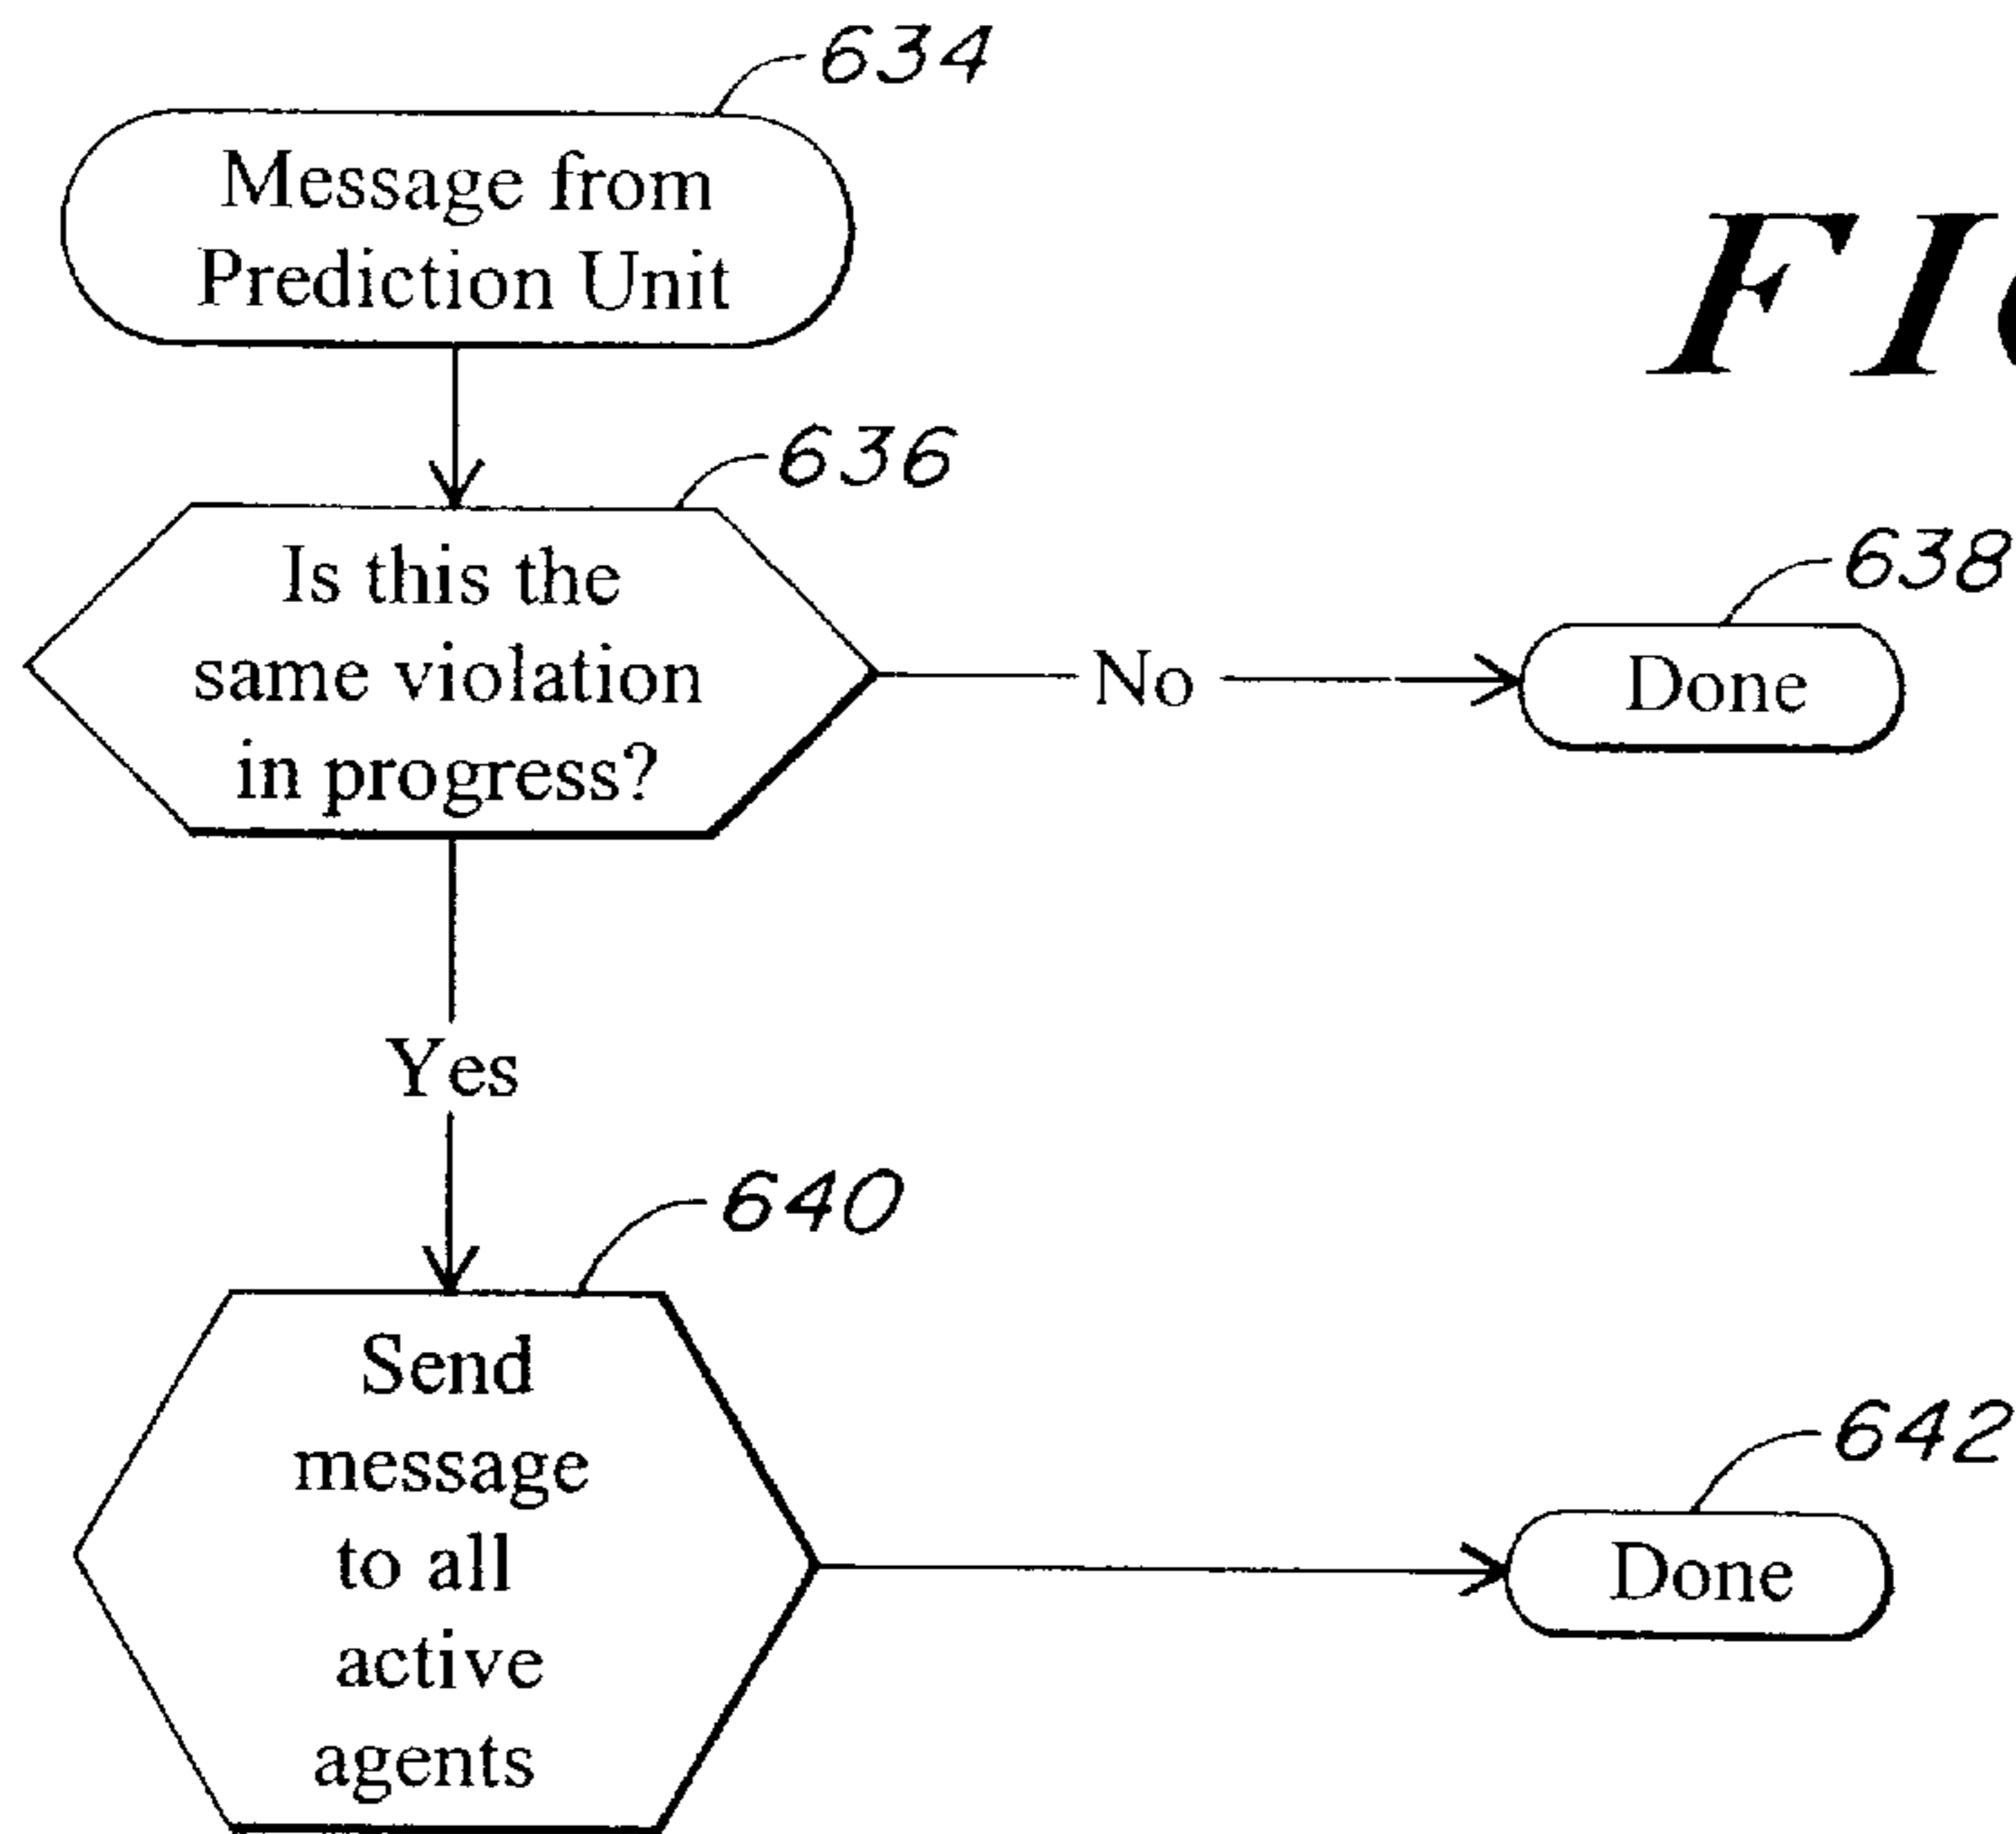 634
Message from
Prediction Unit
FIG
636
Is this the
same violation
in progress?
No
638
Done
Yes
640
Send
message
to all
active
agents
642
Done